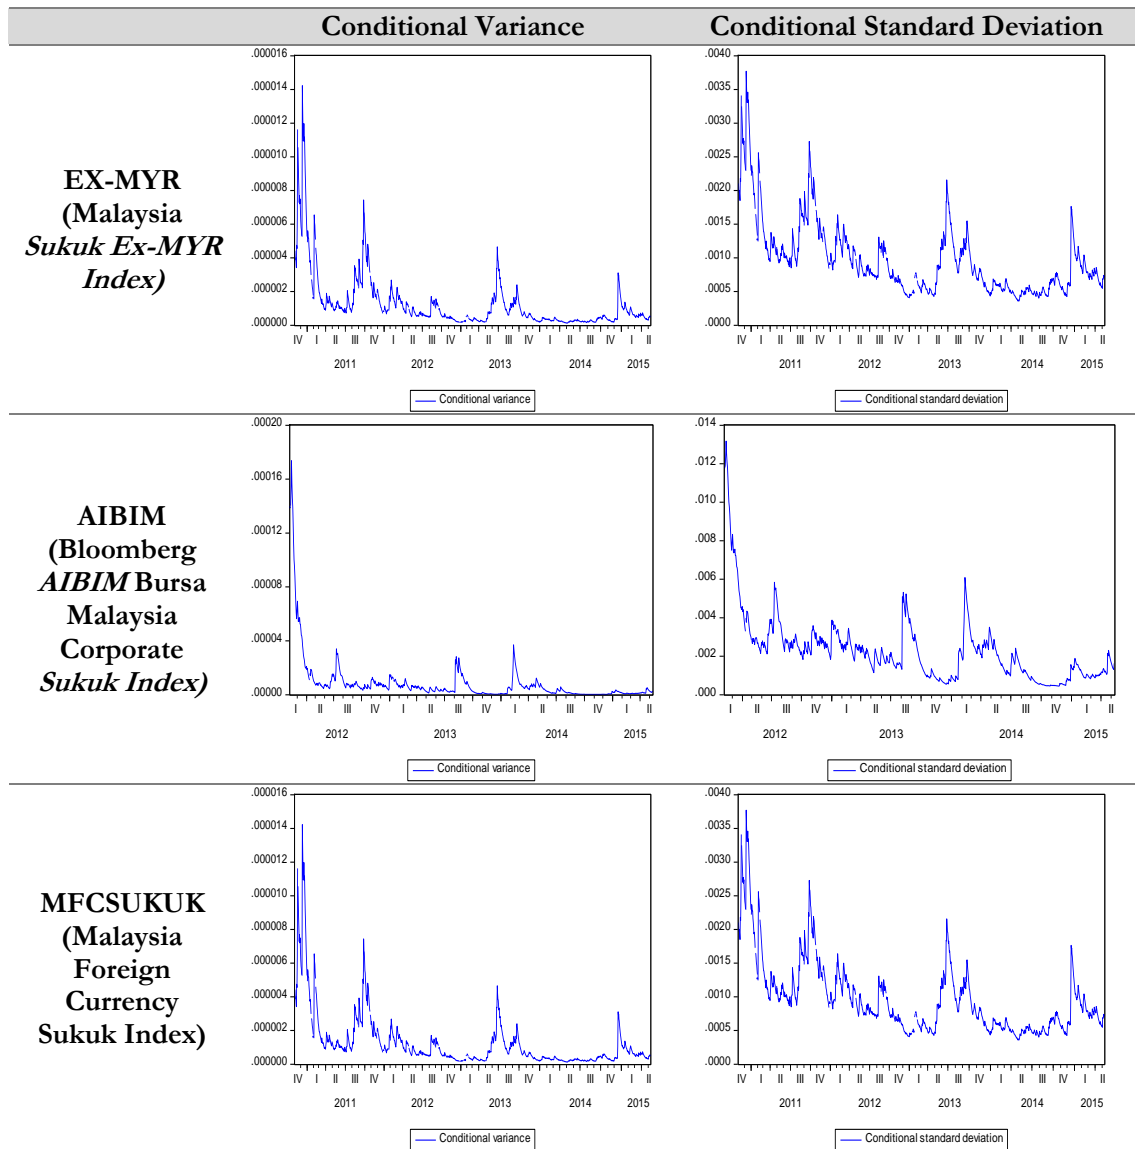 Conditional Variance Conditional Standard Deviation
EX-MYR
(Malaysia
Sukuk Ex-MYR
Index)
.000016
.000014
.000012
.000010
.000008
.000006
.000004
.000002
.000000
IV I II III IV I II III IV I II III IV I II III IV I II
2011 2012 2013 2014 2015
Conditional variance
.0040
.0035
.0030
.0025
.0020
.0015
.0010
.0005
.0000
IV I II III IV I II III IV I II III IV I II III IV I II
2011 2012 2013 2014 2015
Conditional standard deviation
AIBIM
(Bloomberg
AIBIM Bursa
Malaysia
Corporate
Sukuk Index)
.00020
.00016
.00012
.00008
.00004
.00000
I II III IV I II III IV I II III IV I II
2012 2013 2014 2015
Conditional variance
.014
.012
.010
.008
.006
.004
.002
.000
I II III IV I II III IV I II III IV I II
2012 2013 2014 2015
Conditional standard deviation
MFCSUKUK
(Malaysia
Foreign
Currency
Sukuk Index)
.000016
.000014
.000012
.000010
.000008
.000006
.000004
.000002
.000000
IV I II III IV I II III IV I II III IV I II III IV I II
2011 2012 2013 2014 2015
Conditional variance
.0040
.0035
.0030
.0025
.0020
.0015
.0010
.0005
.0000
IV I II III IV I II III IV I II III IV I II III IV I II
2011 2012 2013 2014 2015
Conditional standard deviation